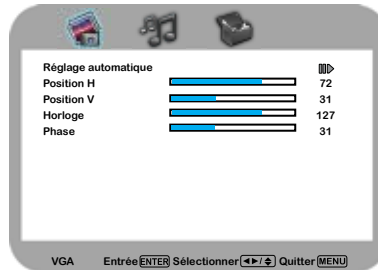 Réglage automatique
Position H 72
Position V 31
Horloge 127
Phase 31
VGA Entrée ENTER Sélectionner ◄►/♦ Quitter MENU